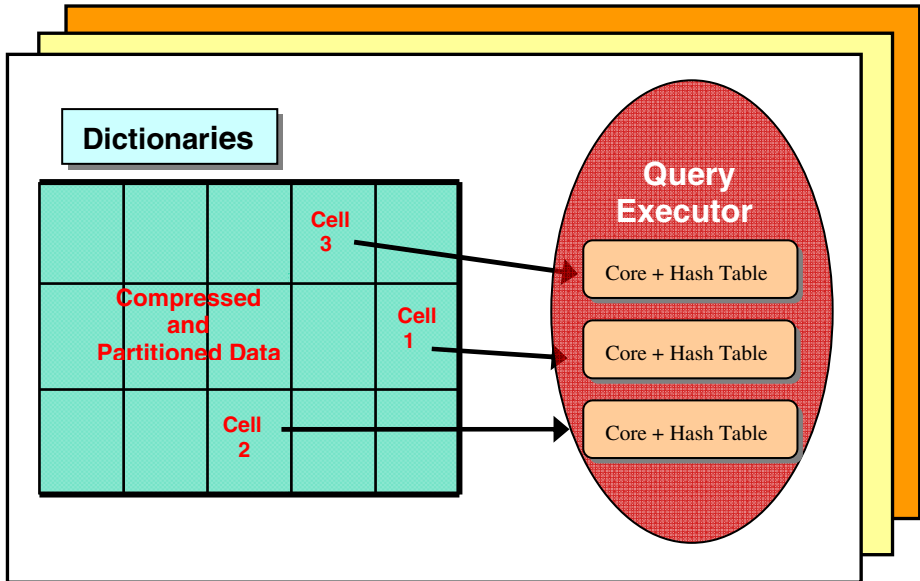 Dictionaries
Cell
3
Compressed
and
Partitioned Data
Cell
1
Cell
2
Query
Executor
Core + Hash Table
Core + Hash Table
Core + Hash Table